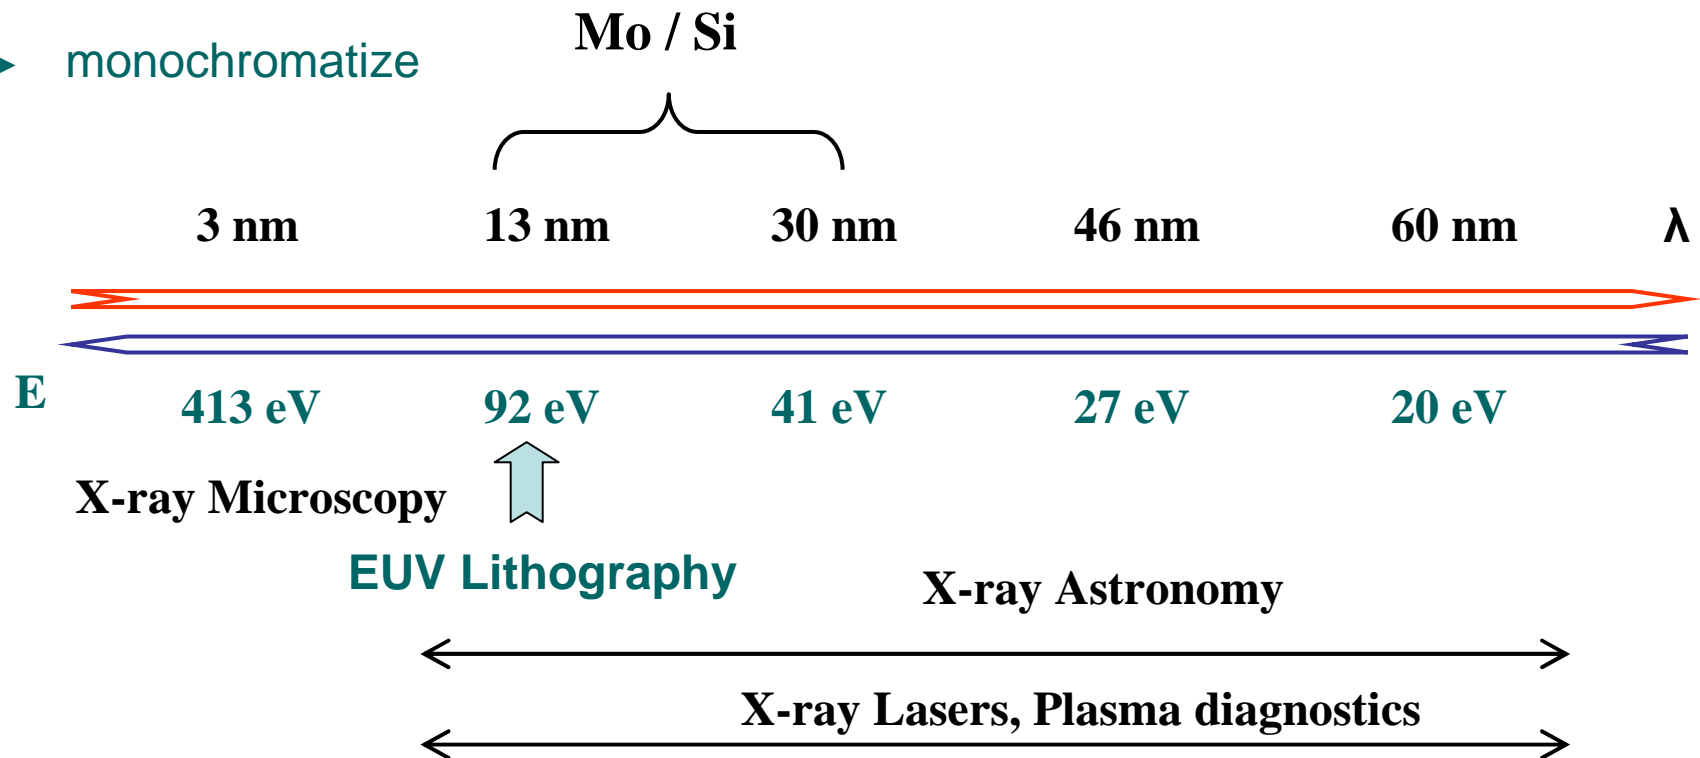 Mo / Si
monochromatize
3 nm 13 nm 30 nm 46 nm 60 nm λ
E 413 eV 92 eV 41 eV 27 eV 20 eV
X-ray Microscopy
EUV Lithography
X-ray Astronomy
X-ray Lasers, Plasma diagnostics